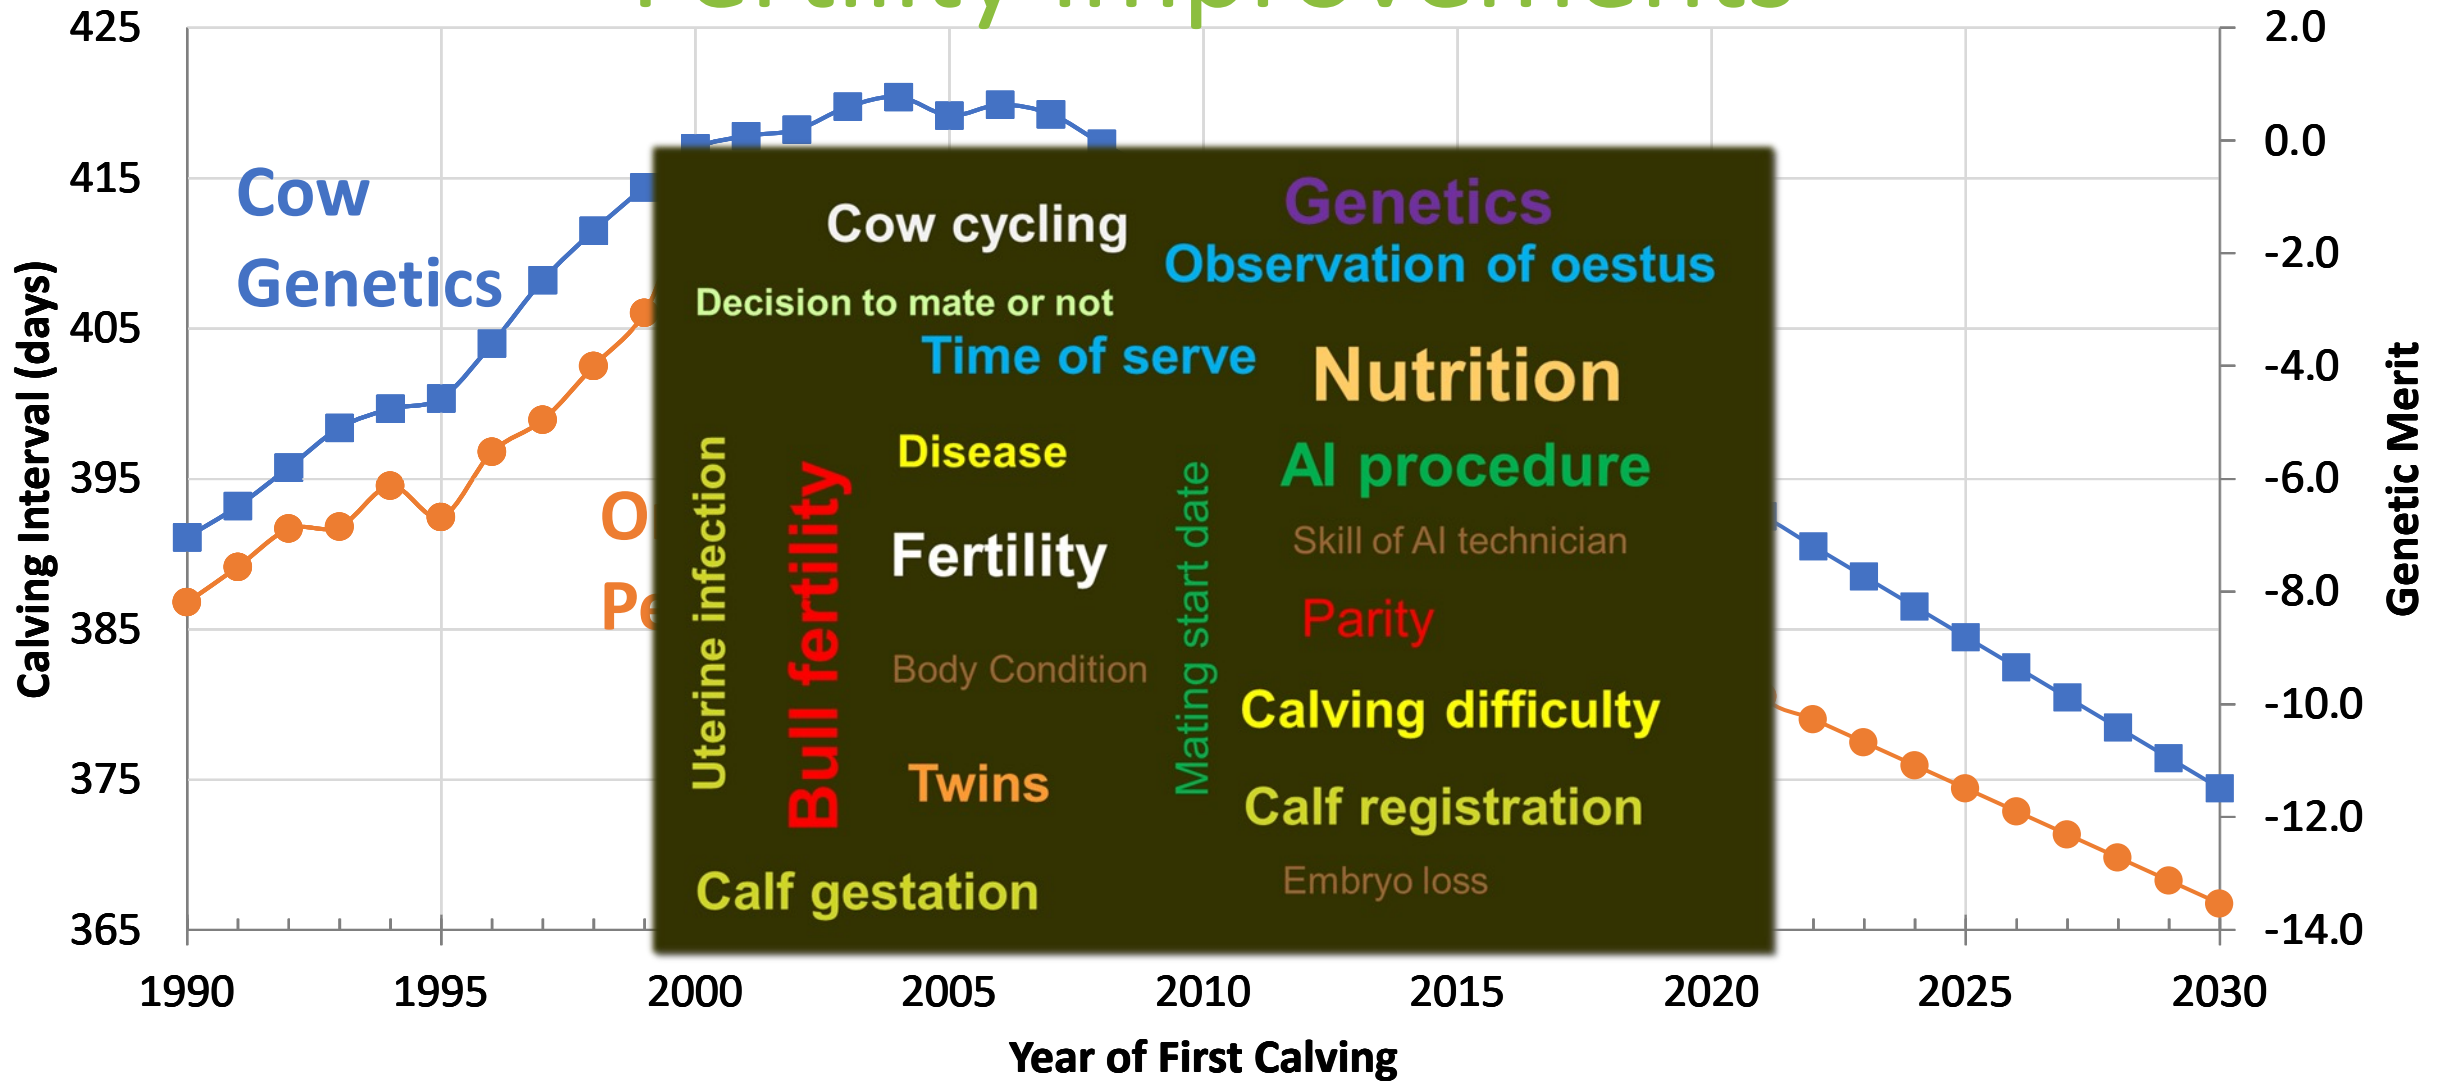 Fertility Improvements
425
415
405
395
385
375
365
Calving Interval (days)
2.0
0.0
-2.0
-4.0
-6.0
-8.0
-10.0
-12.0
-14.0
Genetic Merit
Cow
Genetics
Cow cycling
Genetics
Observation of oestus
Decision to mate or not
Time of serve
Nutrition
Disease
AI procedure
Uterine infection
Bull fertility
Mating start date
Fertility
Skill of AI technician
Parity
Body Condition
Calving difficulty
Twins
Calf registration
Calf gestation
Embryo loss
1990 1995 2000 2005 2010 2015 2020 2025 2030
Year of First Calving